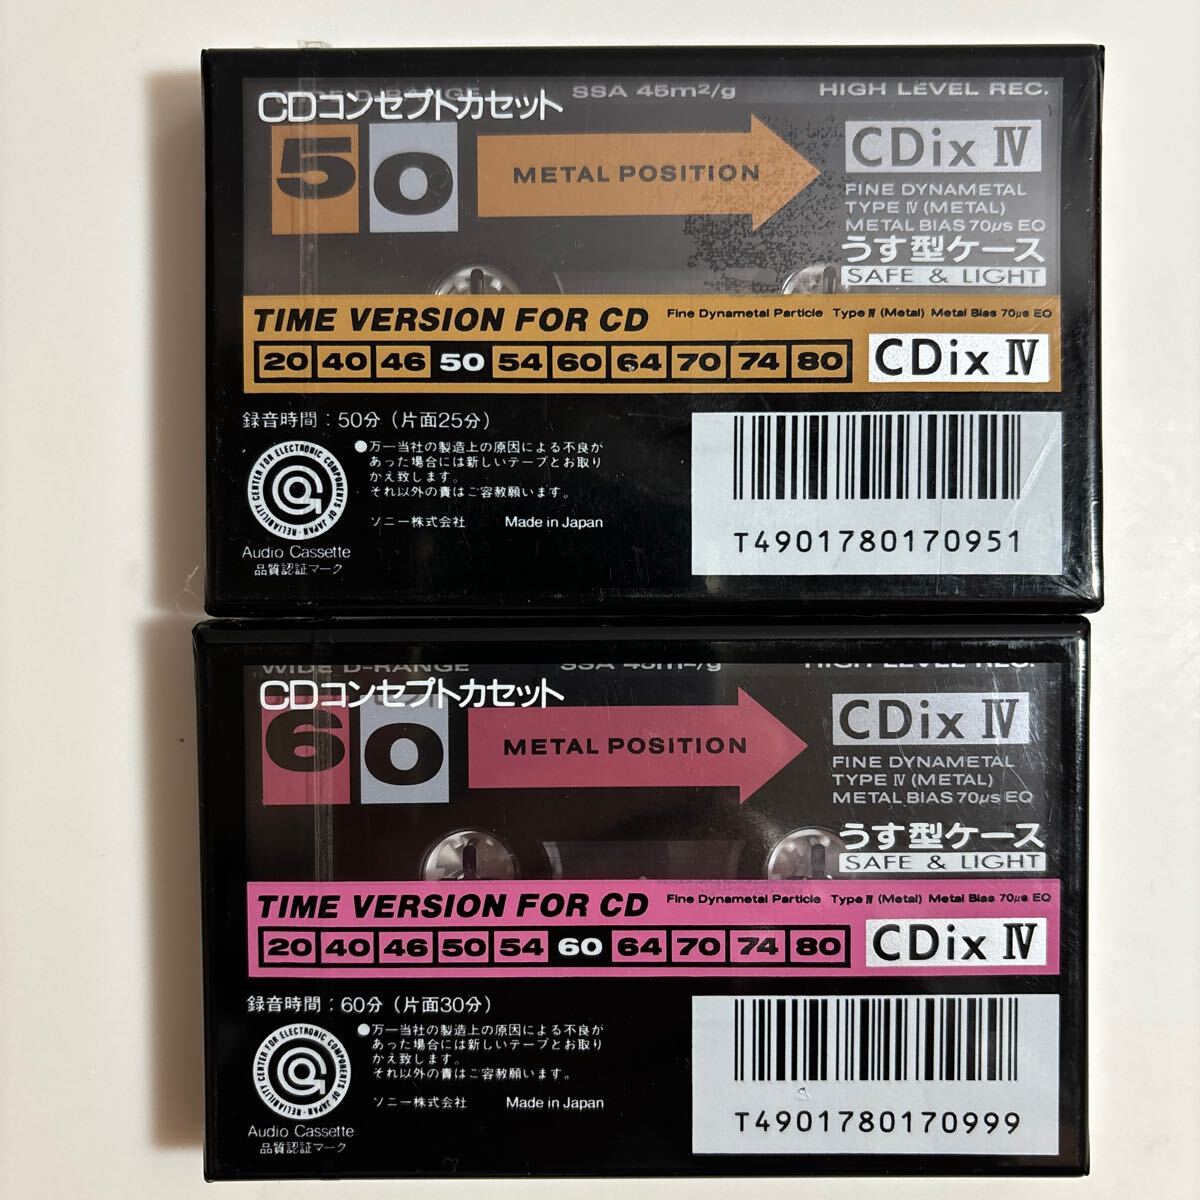 WIDE D-RANGE SSA 45m²/g HIGH LEVEL REC.
CDコンセプトカセット
50
METAL POSITION
CDix Ⅳ
FINE DYNAMETAL
TYPE Ⅳ (METAL)
METAL BIAS 70μs EQ
うす型ケース
SAFE & LIGHT
TIME VERSION FOR CD
Fine Dynametal Particle Type Ⅳ (Metal) Metal Bias 70μs EQ
20 40 46 50 54 60 64 70 74 80
CDix Ⅳ
録音時間：50分（片面25分）
RELIABILITY CENTER FOR ELECTRONIC COMPONENTS OF JAPAN
Audio Cassette
品質認証マーク
●万一当社の製造上の原因による不良が
あった場合には新しいテープとお取り
かえ致します。
それ以外の責はご容赦願います。
ソニー株式会社 Made in Japan
T4901780170951
WIDE D-RANGE SSA 45m²/g HIGH LEVEL REC.
CDコンセプトカセット
60
METAL POSITION
CDix Ⅳ
FINE DYNAMETAL
TYPE Ⅳ (METAL)
METAL BIAS 70μs EQ
うす型ケース
SAFE & LIGHT
TIME VERSION FOR CD
Fine Dynametal Particle Type Ⅳ (Metal) Metal Bias 70μs EQ
20 40 46 50 54 60 64 70 74 80
CDix Ⅳ
録音時間：60分（片面30分）
RELIABILITY CENTER FOR ELECTRONIC COMPONENTS OF JAPAN
Audio Cassette
品質認証マーク
●万一当社の製造上の原因による不良が
あった場合には新しいテープとお取り
かえ致します。
それ以外の責はご容赦願います。
ソニー株式会社 Made in Japan
T4901780170999